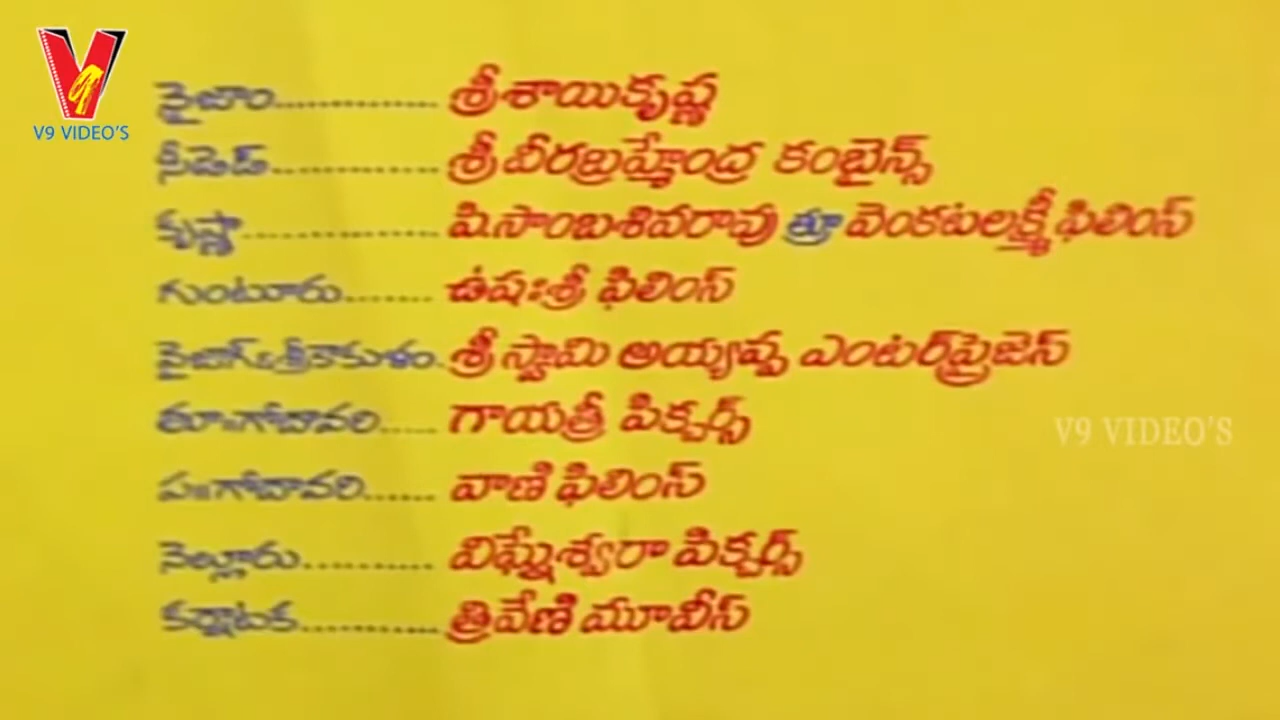 V9 VIDEO'S
నైజాం................ శ్రీ సాయికృష్ణ
సీడెడ్................ శ్రీ వీరబ్రహ్మేంద్ర కంబైన్స్
కృష్ణా................... పి.సాంబశివరావు త్రూ వెంకటలక్ష్మీ ఫిలింస్
గుంటూరు....... ఉషఃశ్రీ ఫిలింస్
వైజాగ్&శ్రీకాకుళం. శ్రీ స్వామి అయ్యప్ప ఎంటర్‌ప్రైజెస్
తూ॥గోదావరి...... గాయత్రీ పిక్చర్స్
ప॥గోదావరి...... వాణి ఫిలింస్
నెల్లూరు.......... విఘ్నేశ్వరా పిక్చర్స్
కర్నాటక........... త్రివేణి మూవీస్
V9 VIDEO'S